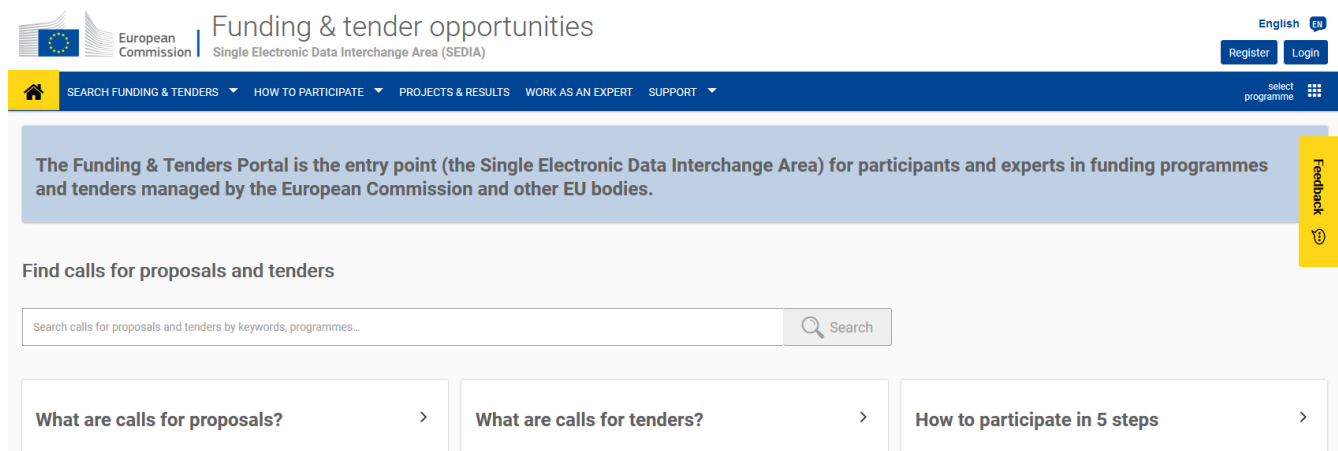 European
Commission
Funding & tender opportunities
Single Electronic Data Interchange Area (SEDIA)
English EN
Register Login
SEARCH FUNDING & TENDERS HOW TO PARTICIPATE PROJECTS & RESULTS WORK AS AN EXPERT SUPPORT
select
programme
The Funding & Tenders Portal is the entry point (the Single Electronic Data Interchange Area) for participants and experts in funding programmes
and tenders managed by the European Commission and other EU bodies.
Feedback
Find calls for proposals and tenders
Search calls for proposals and tenders by keywords, programmes...
Search
What are calls for proposals?
What are calls for tenders?
How to participate in 5 steps